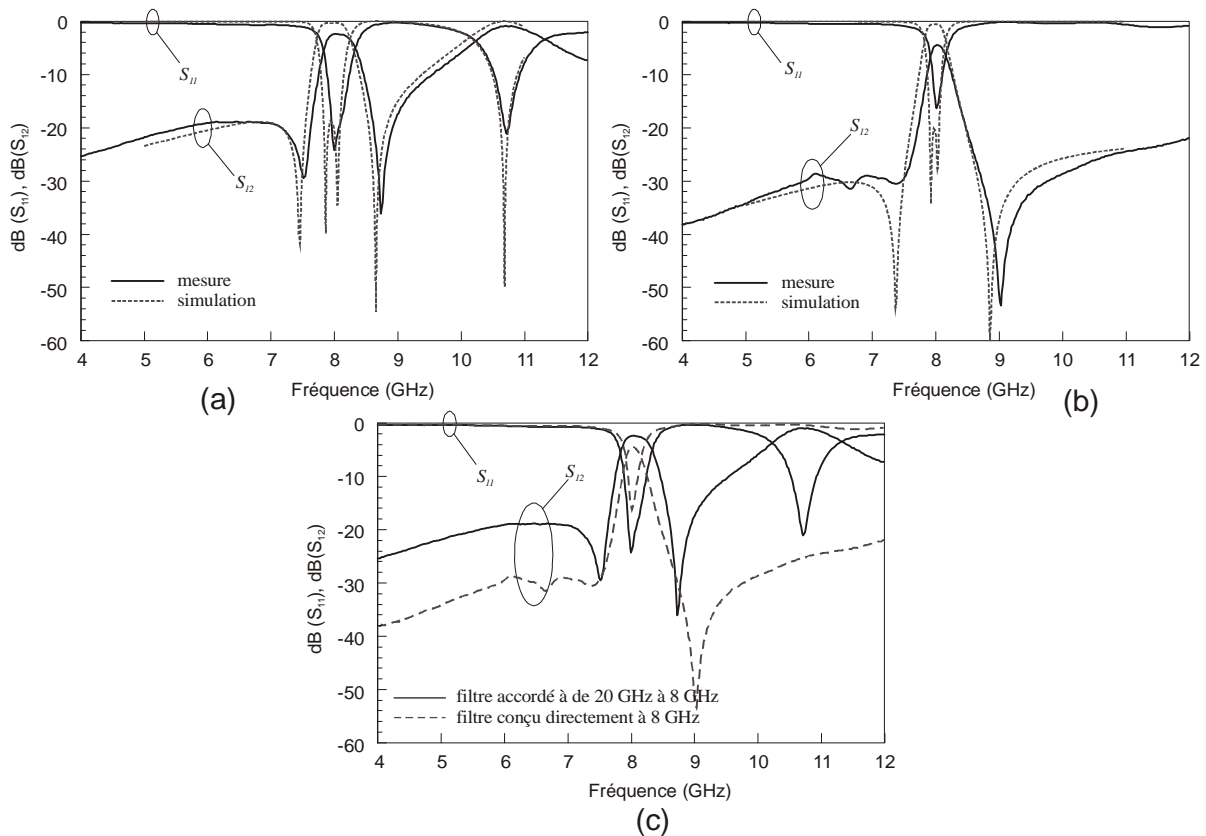 0
-10
-20
-30
-40
-50
-60
dB (S11), dB(S12)
S11
S12
mesure
simulation
4 5 6 7 8 9 10 11 12
Fréquence (GHz)
(a)
0
-10
-20
-30
-40
-50
-60
dB (S11), dB(S12)
S11
S12
mesure
simulation
4 5 6 7 8 9 10 11 12
Fréquence (GHz)
(b)
0
-10
-20
-30
-40
-50
-60
dB (S11), dB(S12)
S11
S12
filtre accordé à de 20 GHz à 8 GHz
filtre conçu directement à 8 GHz
4 5 6 7 8 9 10 11 12
Fréquence (GHz)
(c)